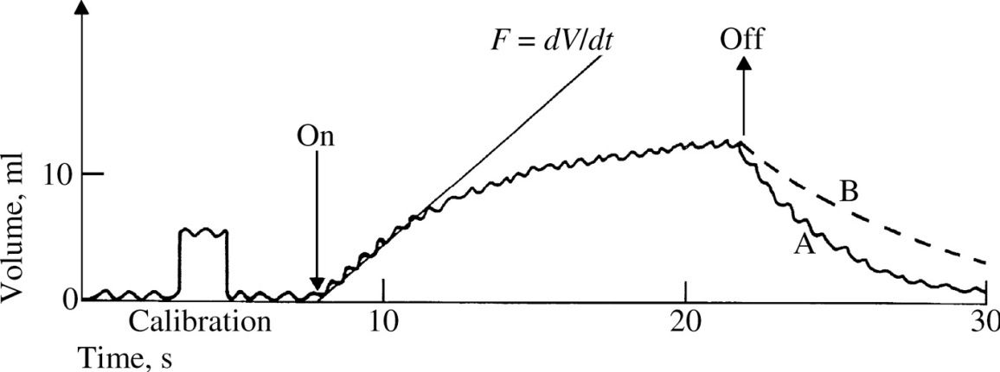 F = dV/dt
Off
On
10
B
Volume, ml
A
0
Calibration 10 20 30
Time, s